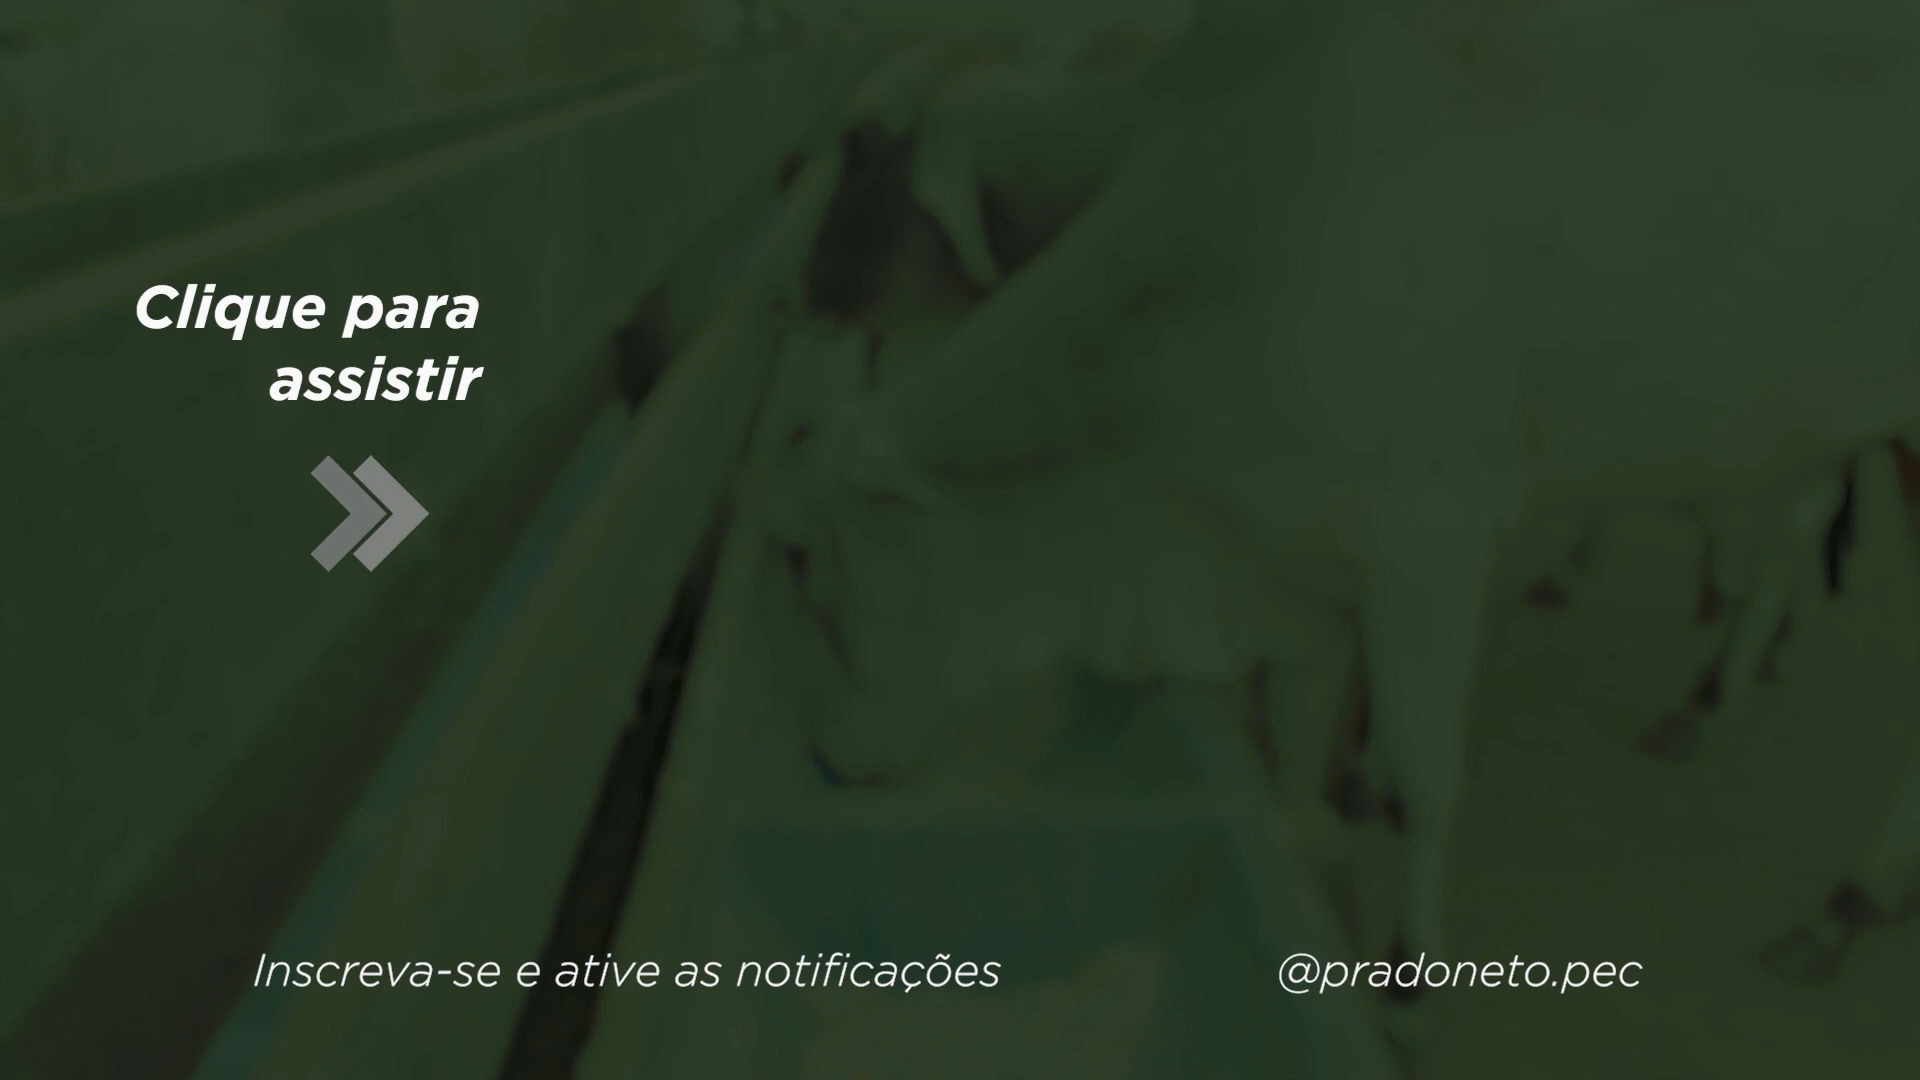 Clique para
assistir
Inscreva-se e ative as notificações
@pradoneto.pec